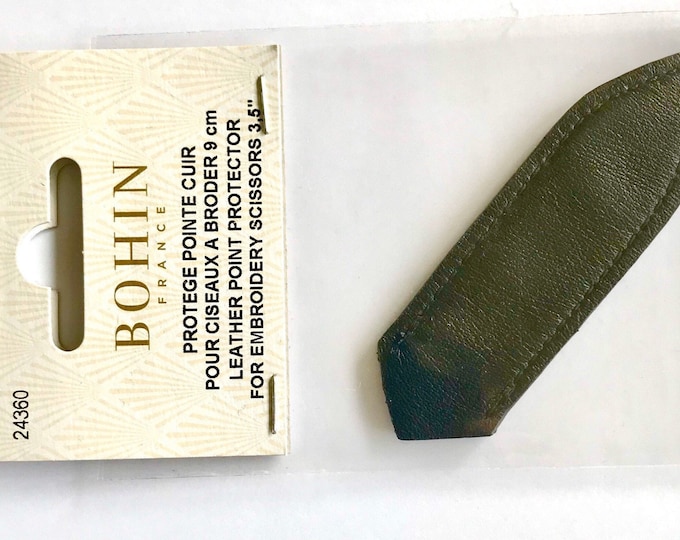 BOHIN
FRANCE
PROTEGE POINTE CUIR
POUR CISEAUX A BRODER 9 cm
LEATHER POINT PROTECTOR
FOR EMBROIDERY SCISSORS 3,5"
24360